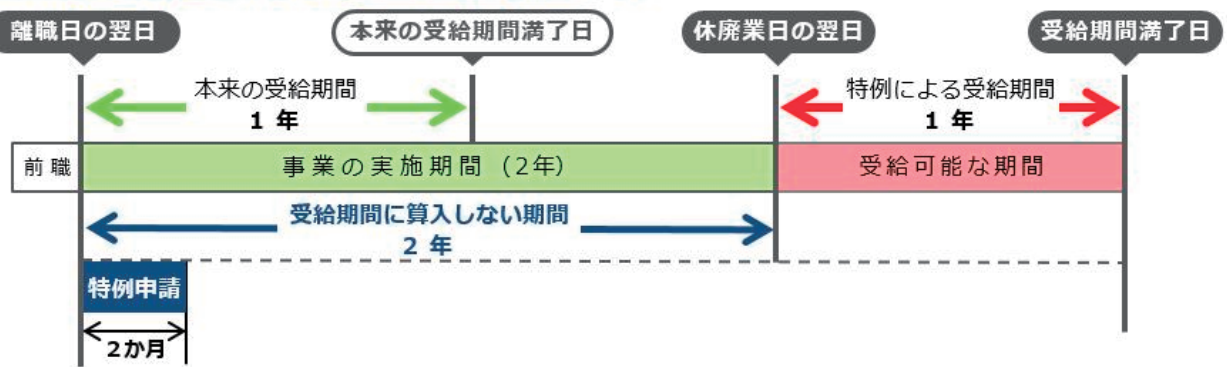 離職日の翌日
本来の受給期間満了日
休廃業日の翌日
受給期間満了日
本来の受給期間
1 年
特例による受給期間
1 年
前職
事業の実施期間 (2年)
受給可能な期間
受給期間に算入しない期間
2 年
特例申請
2か月